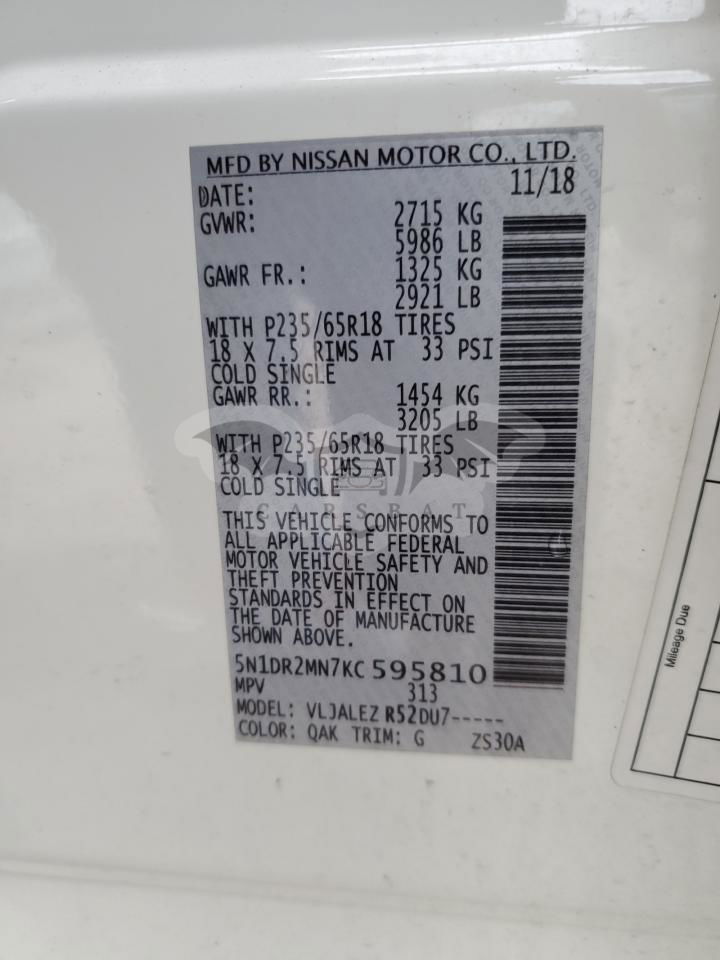 MFD BY NISSAN MOTOR CO., LTD.
DATE: 11/18
GVWR: 2715 KG
5986 LB
GAWR FR.: 1325 KG
2921 LB
WITH P235/65R18 TIRES
18 X 7.5 RIMS AT 33 PSI
COLD SINGLE
GAWR RR.: 1454 KG
3205 LB
WITH P235/65R18 TIRES
18 X 7.5 RIMS AT 33 PSI
COLD SINGLE
CARSBAT
THIS VEHICLE CONFORMS TO
ALL APPLICABLE FEDERAL
MOTOR VEHICLE SAFETY AND
THEFT PREVENTION
STANDARDS IN EFFECT ON
THE DATE OF MANUFACTURE
SHOWN ABOVE.
5N1DR2MN7KC595810
MPV 313
MODEL: VLJALEZ R52DU7-----
COLOR: QAK TRIM: G ZS30A
Mileage Due